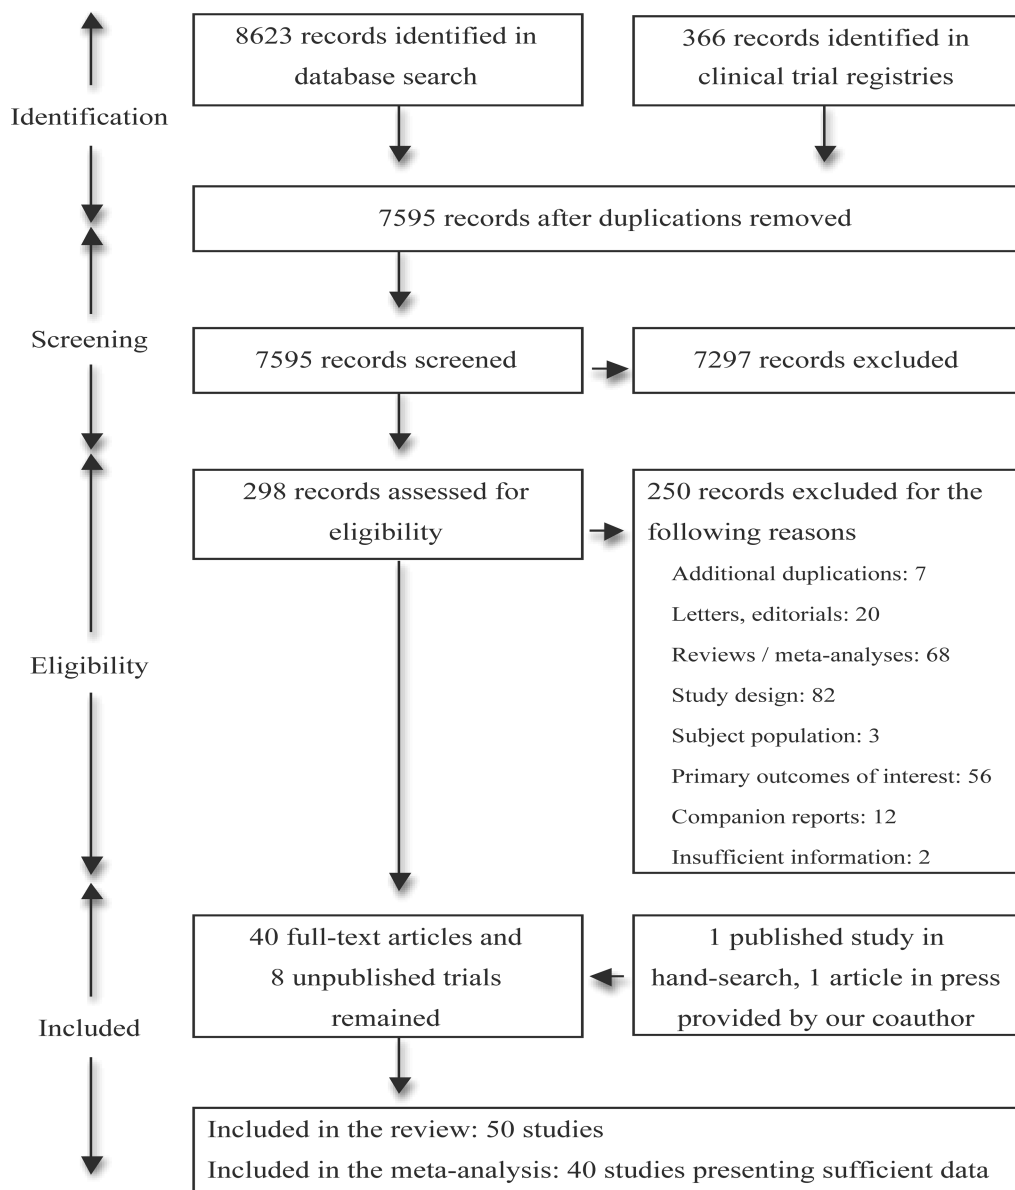 8623 records identified in
database search
366 records identified in
clinical trial registries
Identification
7595 records after duplications removed
Screening
7595 records screened
7297 records excluded
298 records assessed for
eligibility
250 records excluded for the
following reasons
Additional duplications: 7
Letters, editorials: 20
Reviews / meta-analyses: 68
Study design: 82
Subject population: 3
Primary outcomes of interest: 56
Companion reports: 12
Insufficient information: 2
Eligibility
40 full-text articles and
8 unpublished trials
remained
1 published study in
hand-search, 1 article in press
provided by our coauthor
Included
Included in the review: 50 studies
Included in the meta-analysis: 40 studies presenting sufficient data